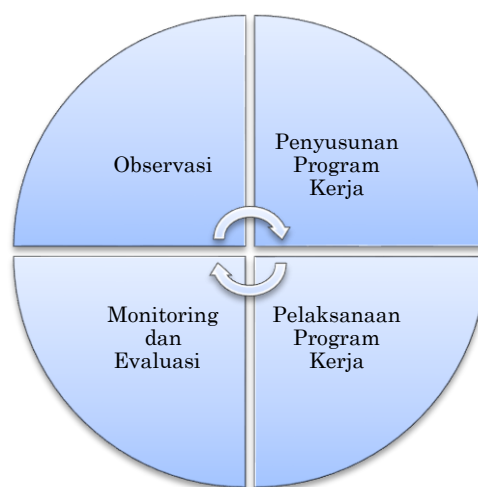 Observasi
Penyusunan
Program
Kerja
Monitoring
dan
Evaluasi
Pelaksanaan
Program
Kerja